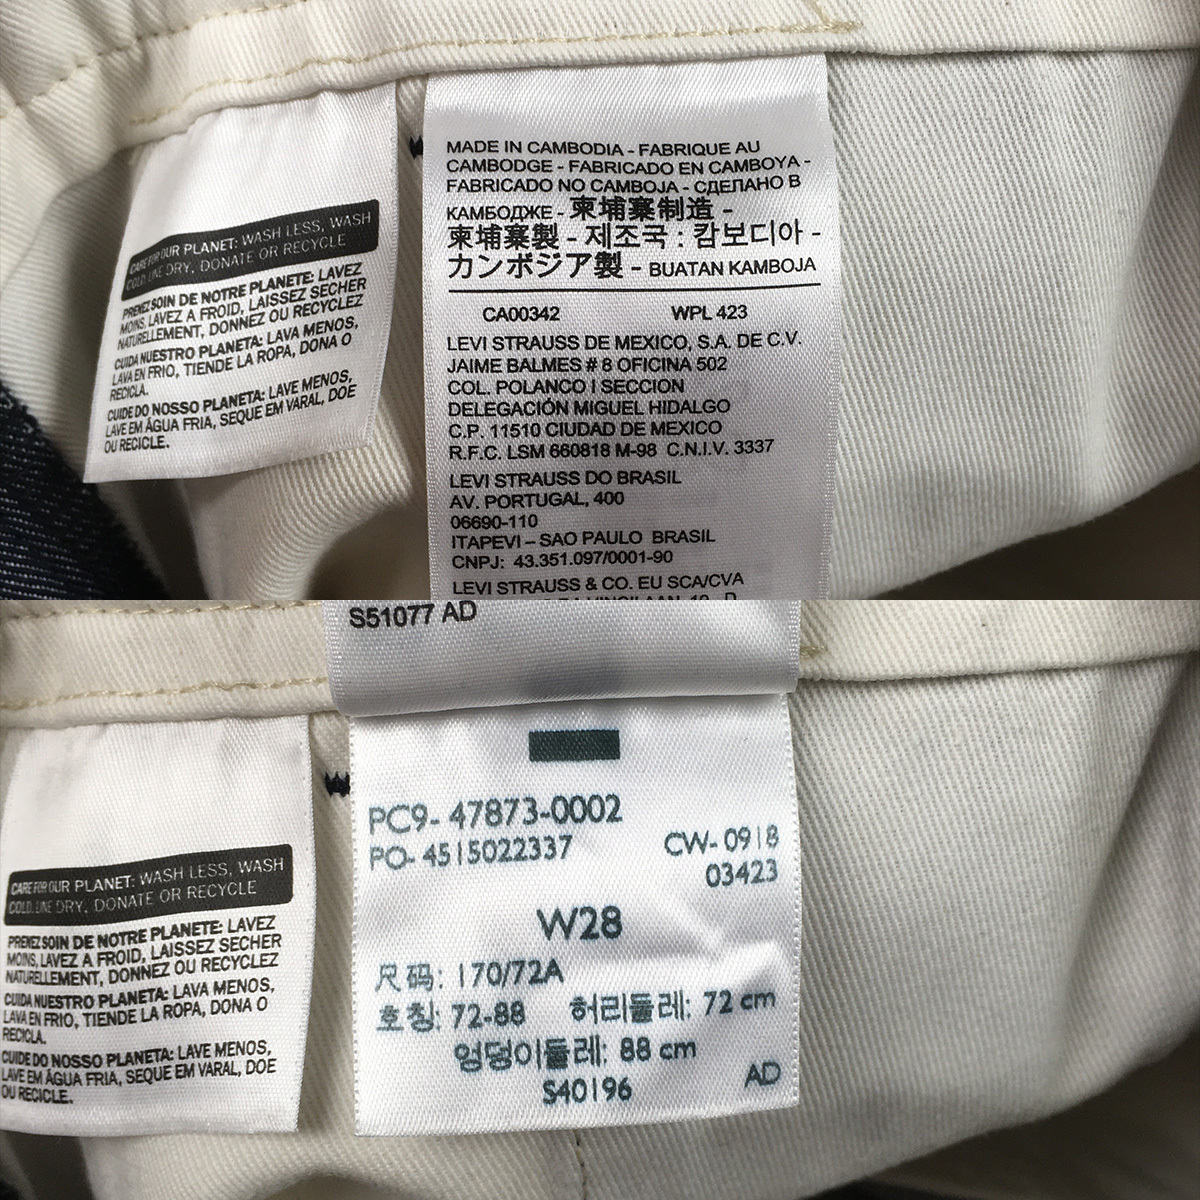 CARE FOR OUR PLANET: WASH LESS, WASH
COLD, LINE DRY, DONATE OR RECYCLE
PRENEZ SOIN DE NOTRE PLANETE: LAVEZ
MOINS, LAVEZ A FROID, LAISSEZ SECHER
NATURELLEMENT, DONNEZ OU RECYCLEZ
CUIDA NUESTRO PLANETA: LAVA MENOS,
LAVA EN FRIO, TIENDE LA ROPA, DONA O
RECICLA.
CUIDE DO NOSSO PLANETA: LAVE MENOS,
LAVE EM ÁGUA FRIA, SEQUE EM VARAL, DOE
OU RECICLE.
MADE IN CAMBODIA - FABRIQUE AU
CAMBODGE - FABRICADO EN CAMBOYA -
FABRICADO NO CAMBOJA - СДЕЛАНО В
КАМБОДЖЕ - 柬埔寨制造 -
柬埔寨製 - 제조국 : 캄보디아 -
カンボジア製 - BUATAN KAMBOJA
CA00342 WPL 423
LEVI STRAUSS DE MEXICO, S.A. DE C.V.
JAIME BALMES # 8 OFICINA 502
COL. POLANCO I SECCION
DELEGACIÓN MIGUEL HIDALGO
C.P. 11510 CIUDAD DE MEXICO
R.F.C. LSM 660818 M-98 C.N.I.V. 3337
LEVI STRAUSS DO BRASIL
AV. PORTUGAL, 400
06690-110
ITAPEVI – SAO PAULO BRASIL
CNPJ: 43.351.097/0001-90
LEVI STRAUSS & CO. EU SCA/CVA
S51077 AD
CARE FOR OUR PLANET: WASH LESS, WASH
COLD, LINE DRY, DONATE OR RECYCLE
PRENEZ SOIN DE NOTRE PLANETE: LAVEZ
MOINS, LAVEZ A FROID, LAISSEZ SECHER
NATURELLEMENT, DONNEZ OU RECYCLEZ
CUIDA NUESTRO PLANETA: LAVA MENOS,
LAVA EN FRIO, TIENDE LA ROPA, DONA O
RECICLA.
CUIDE DO NOSSO PLANETA: LAVE MENOS,
LAVE EM ÁGUA FRIA, SEQUE EM VARAL, DOE
OU RECICLE.
PC9- 47873-0002
PO- 4515022337 CW- 0918
03423
W28
尺码: 170/72A
호칭: 72-88 허리둘레: 72 cm
엉덩이둘레: 88 cm
S40196 AD